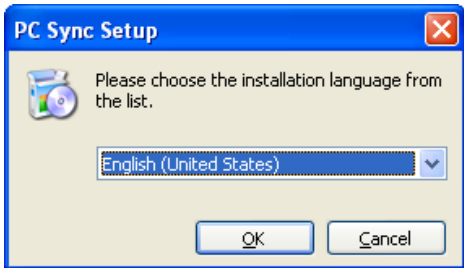 PC Sync Setup
Please choose the installation language from
the list.
English (United States)
OK
Cancel